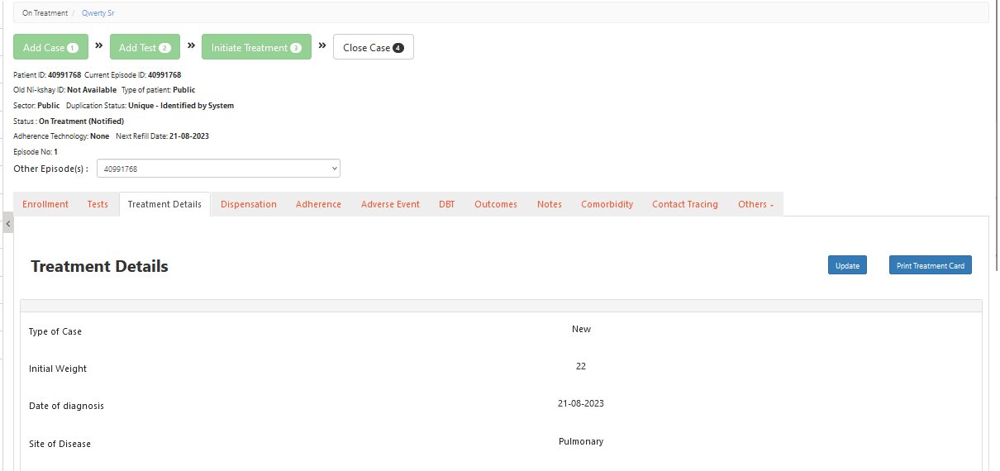 On Treatment / Qwerty Sr
Add Case 1 » Add Test 2 » Initiate Treatment 3 » Close Case 4
Patient ID: 40991768 Current Episode ID: 40991768
Old Ni-kshay ID: Not Available Type of patient: Public
Sector: Public Duplication Status: Unique - Identified by System
Status : On Treatment (Notified)
Adherence Technology: None Next Refill Date: 21-08-2023
Episode No: 1
Other Episode(s) : 40991768
Enrollment Tests Treatment Details Dispensation Adherence Adverse Event DBT Outcomes Notes Comorbidity Contact Tracing Others
Treatment Details Update Print Treatment Card
Type of Case New
Initial Weight 22
Date of diagnosis 21-08-2023
Site of Disease Pulmonary